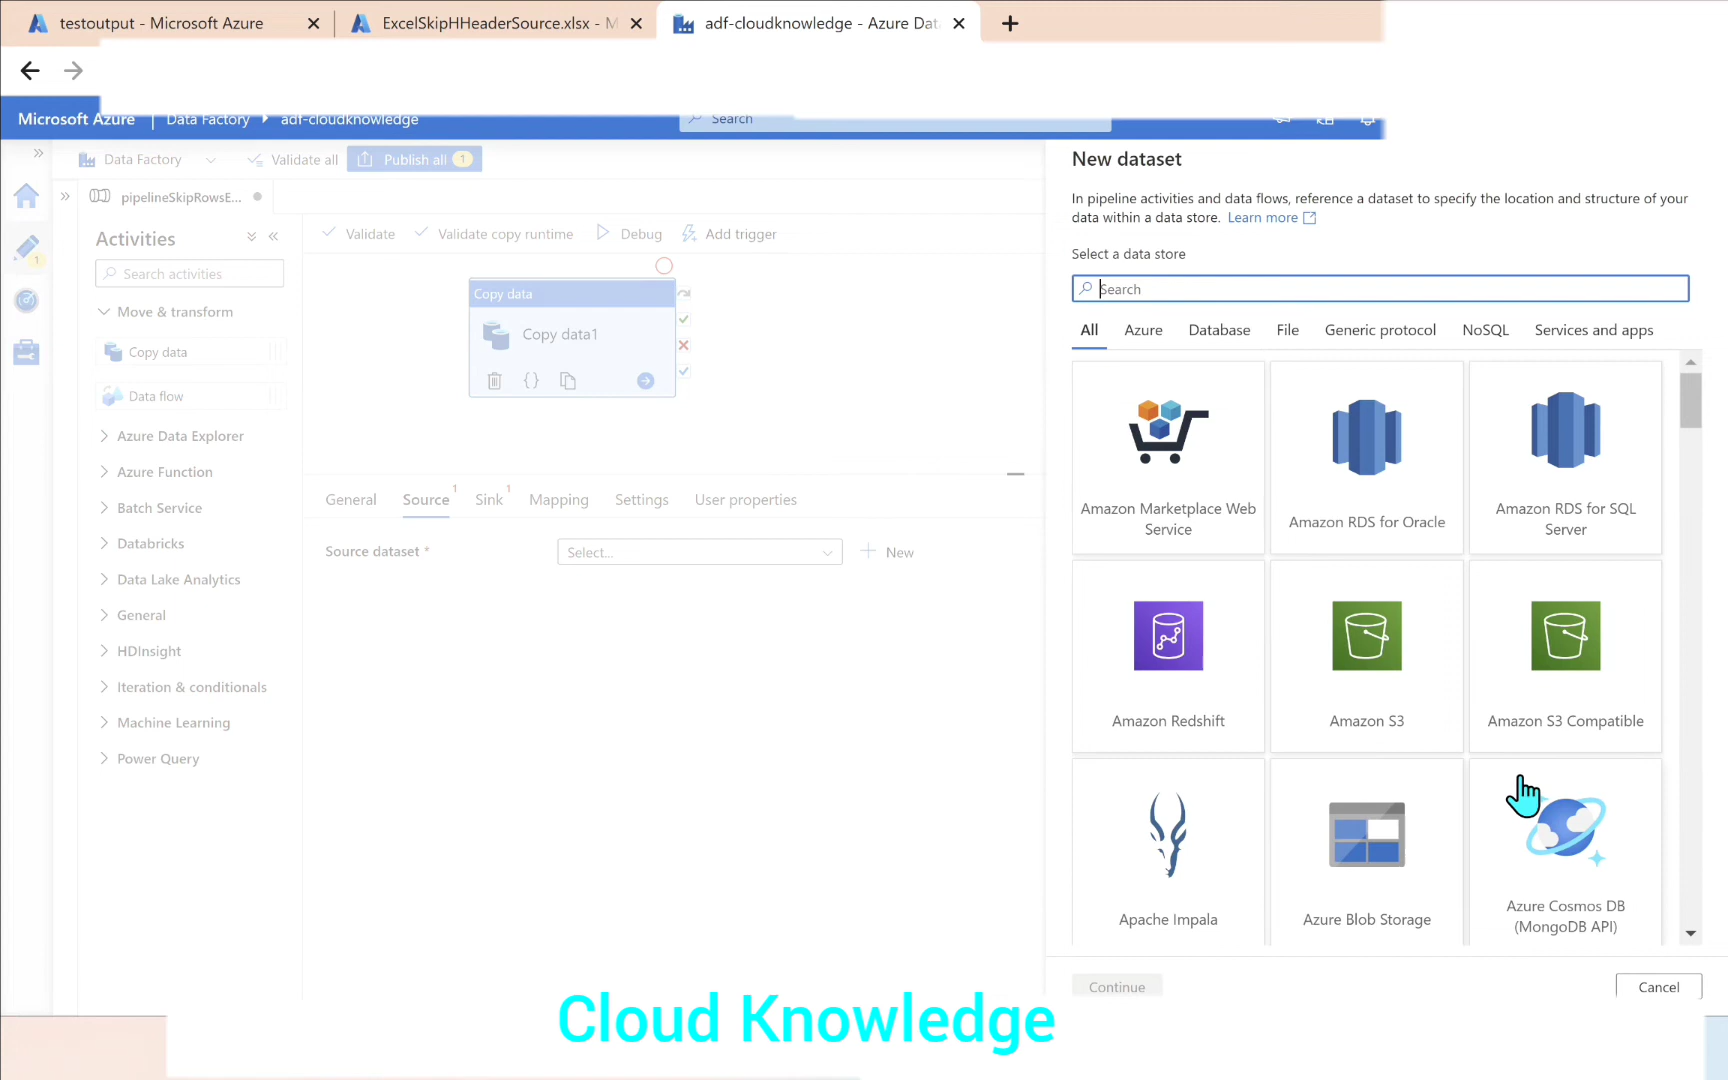 testoutput - Microsoft Azure
ExcelSkipHHeaderSource.xlsx - M
adf-cloudknowledge - Azure Dat
Microsoft Azure
Data Factory
adf-cloudknowledge
Search
Data Factory
Validate all
Publish all 1
pipelineSkipRowsE...
1
Activities
Search activities
Move & transform
Copy data
Data flow
Azure Data Explorer
Azure Function
Batch Service
Databricks
Data Lake Analytics
General
HDInsight
Iteration & conditionals
Machine Learning
Power Query
Validate
Validate copy runtime
Debug
Add trigger
Copy data
Copy data1
{}
General
Source 1
Sink 1
Mapping
Settings
User properties
Source dataset *
Select...
New
New dataset
In pipeline activities and data flows, reference a dataset to specify the location and structure of your
data within a data store. Learn more
Select a data store
Search
All
Azure
Database
File
Generic protocol
NoSQL
Services and apps
Amazon Marketplace Web
Service
Amazon RDS for Oracle
Amazon RDS for SQL
Server
Amazon Redshift
Amazon S3
Amazon S3 Compatible
Apache Impala
Azure Blob Storage
Azure Cosmos DB
(MongoDB API)
Continue
Cancel
Cloud Knowledge